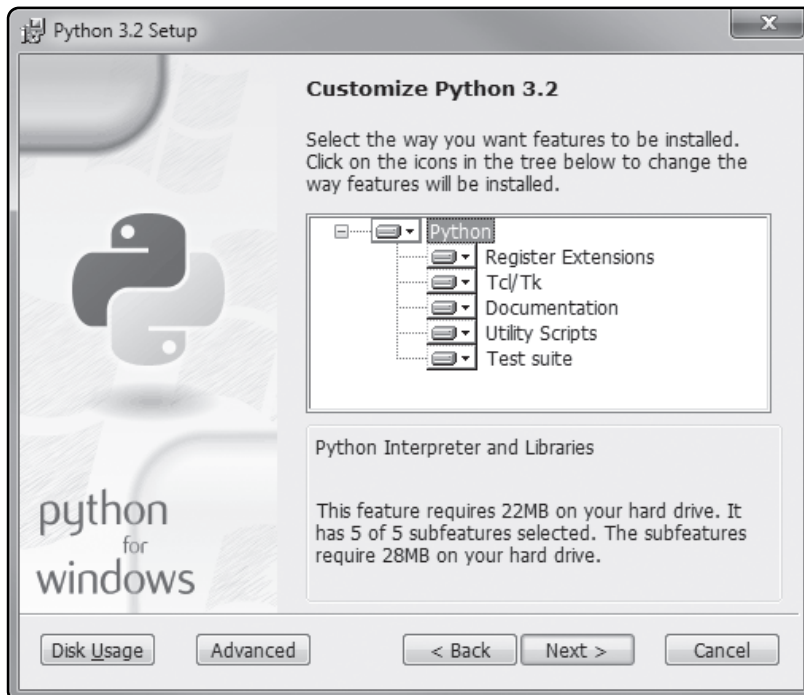 Python 3.2 Setup
X
Customize Python 3.2
Select the way you want features to be installed.
Click on the icons in the tree below to change the
way features will be installed.
Python
Register Extensions
Tcl/Tk
Documentation
Utility Scripts
Test suite
Python Interpreter and Libraries
This feature requires 22MB on your hard drive. It
has 5 of 5 subfeatures selected. The subfeatures
require 28MB on your hard drive.
python
for
windows
Disk Usage
Advanced
< Back
Next >
Cancel